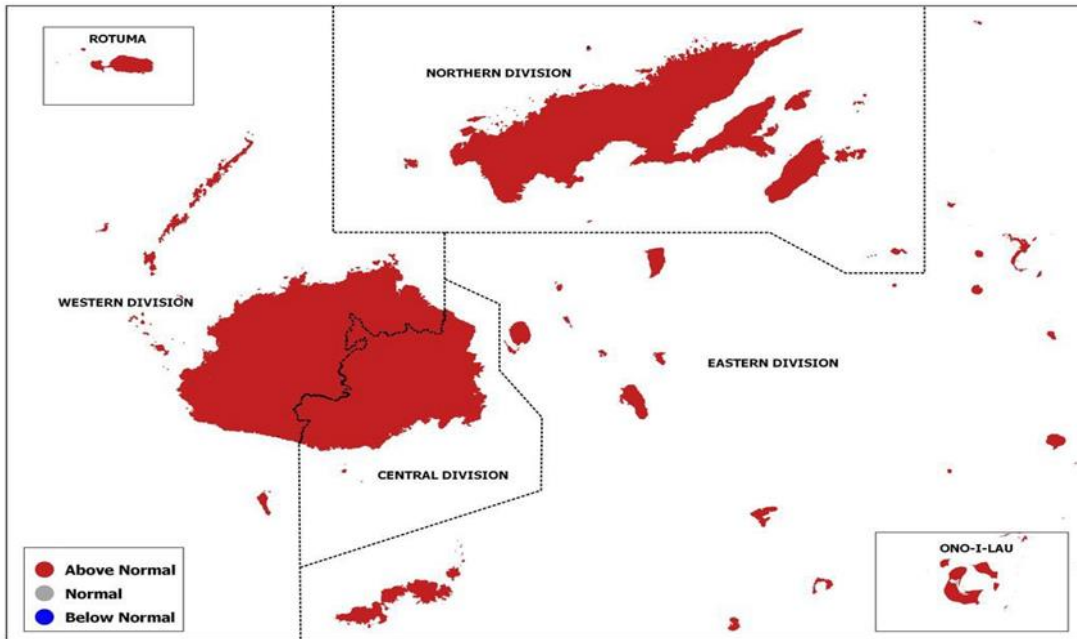 ROTUMA
NORTHERN DIVISION
WESTERN DIVISION
EASTERN DIVISION
CENTRAL DIVISION
ONO-I-LAU
Above Normal
Normal
Below Normal